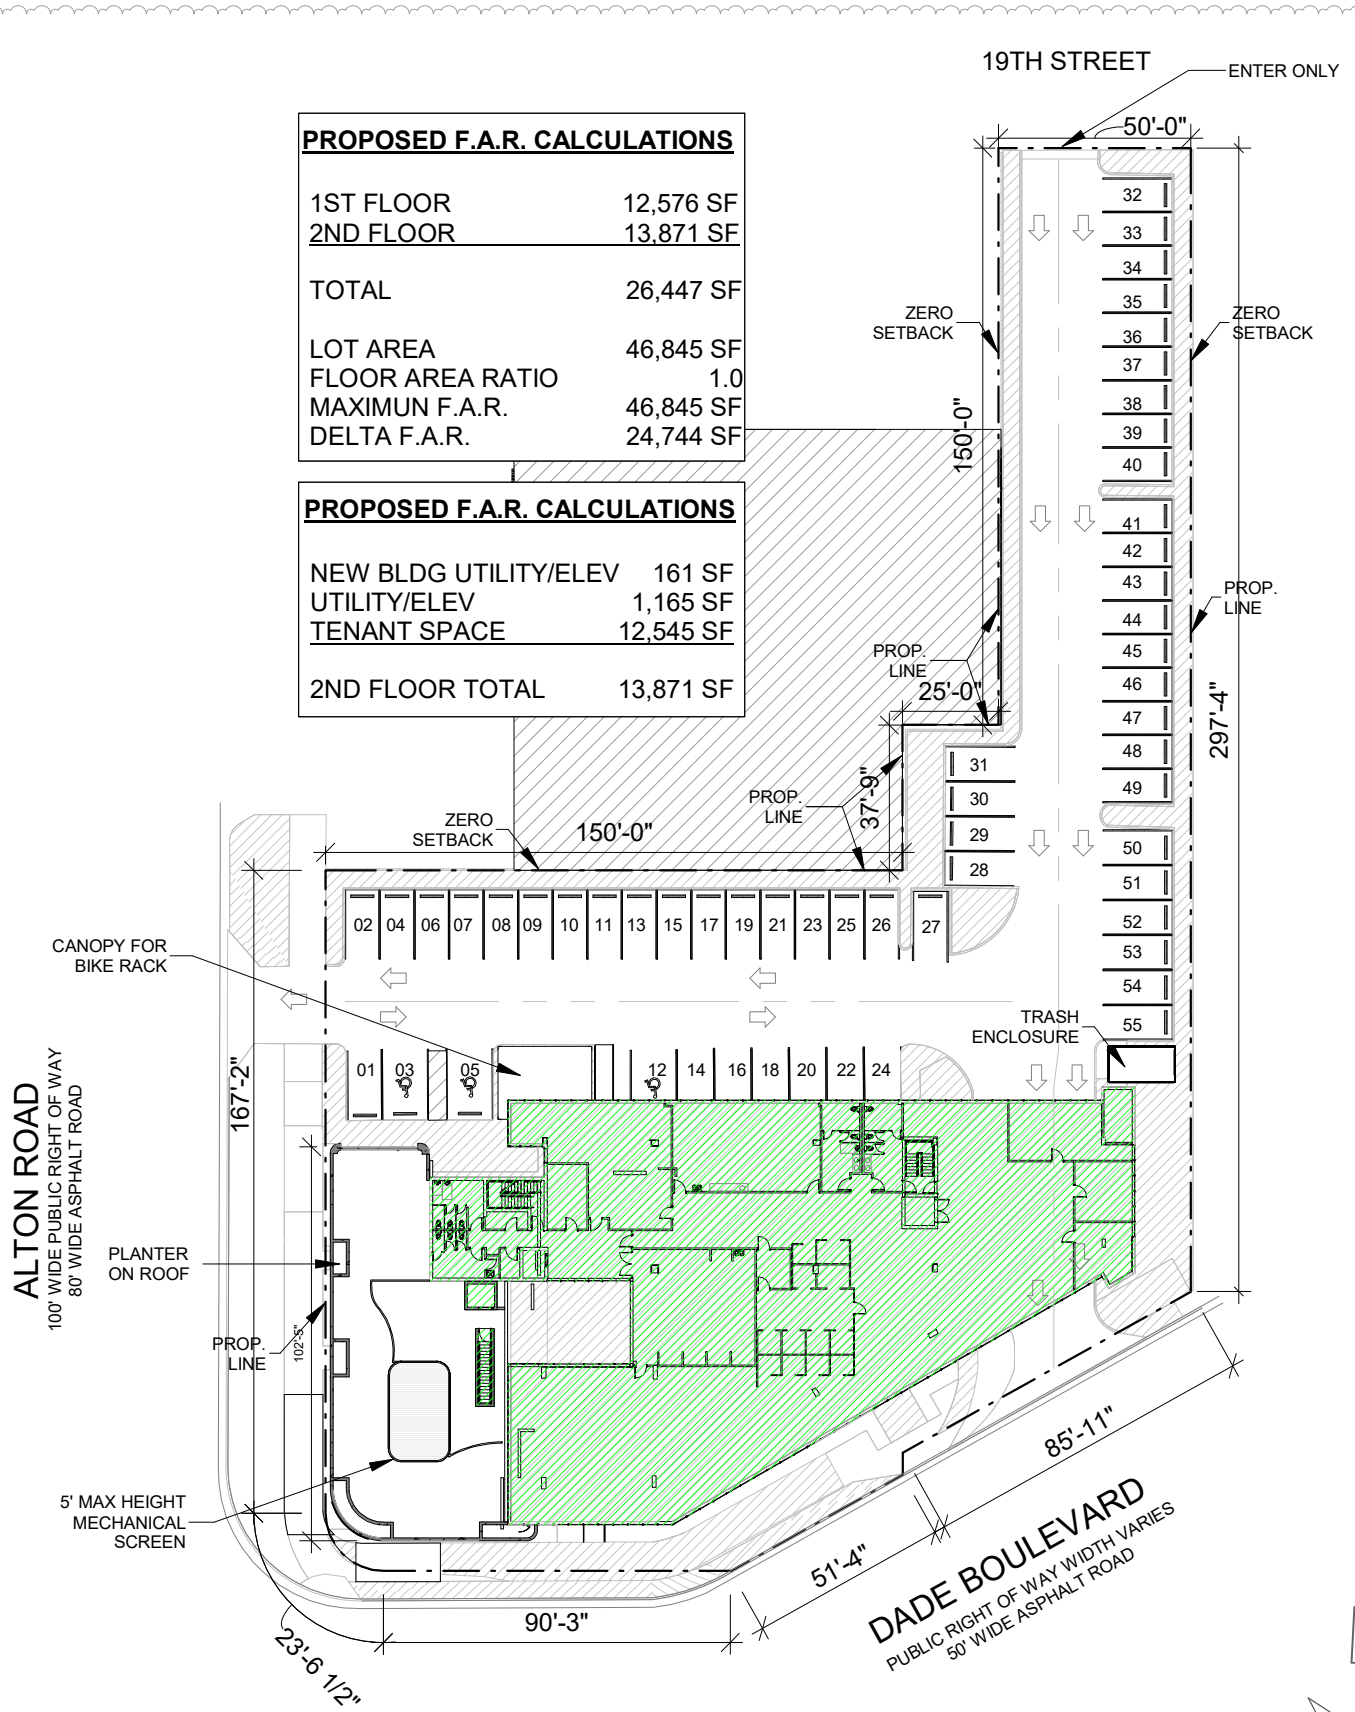 19TH STREET
ENTER ONLY
50'-0"
PROPOSED F.A.R. CALCULATIONS
1ST FLOOR 12,576 SF
2ND FLOOR 13,871 SF
TOTAL 26,447 SF
LOT AREA 46,845 SF
FLOOR AREA RATIO 1.0
MAXIMUN F.A.R. 46,845 SF
DELTA F.A.R. 24,744 SF
PROPOSED F.A.R. CALCULATIONS
NEW BLDG UTILITY/ELEV 161 SF
UTILITY/ELEV 1,165 SF
TENANT SPACE 12,545 SF
2ND FLOOR TOTAL 13,871 SF
ZERO
SETBACK
ZERO
SETBACK
150'-0"
PROP.
LINE
PROP.
LINE
25'-0"
297'-4"
37'-9"
PROP.
LINE
ZERO
SETBACK
150'-0"
32
33
34
35
36
37
38
39
40
41
42
43
44
45
46
47
48
49
50
51
52
53
54
55
31
30
29
28
02 04 06 07 08 09 10 11 13 15 17 19 21 23 25 26 27
CANOPY FOR
BIKE RACK
TRASH
ENCLOSURE
01 03 05 12 14 16 18 20 22 24
167'-2"
ALTON ROAD
100' WIDE PUBLIC RIGHT OF WAY
80' WIDE ASPHALT ROAD
PLANTER
ON ROOF
PROP.
LINE
102'-5"
5' MAX HEIGHT
MECHANICAL
SCREEN
85'-11"
51'-4"
DADE BOULEVARD
PUBLIC RIGHT OF WAY WIDTH VARIES
50' WIDE ASPHALT ROAD
90'-3"
23'-6 1/2"